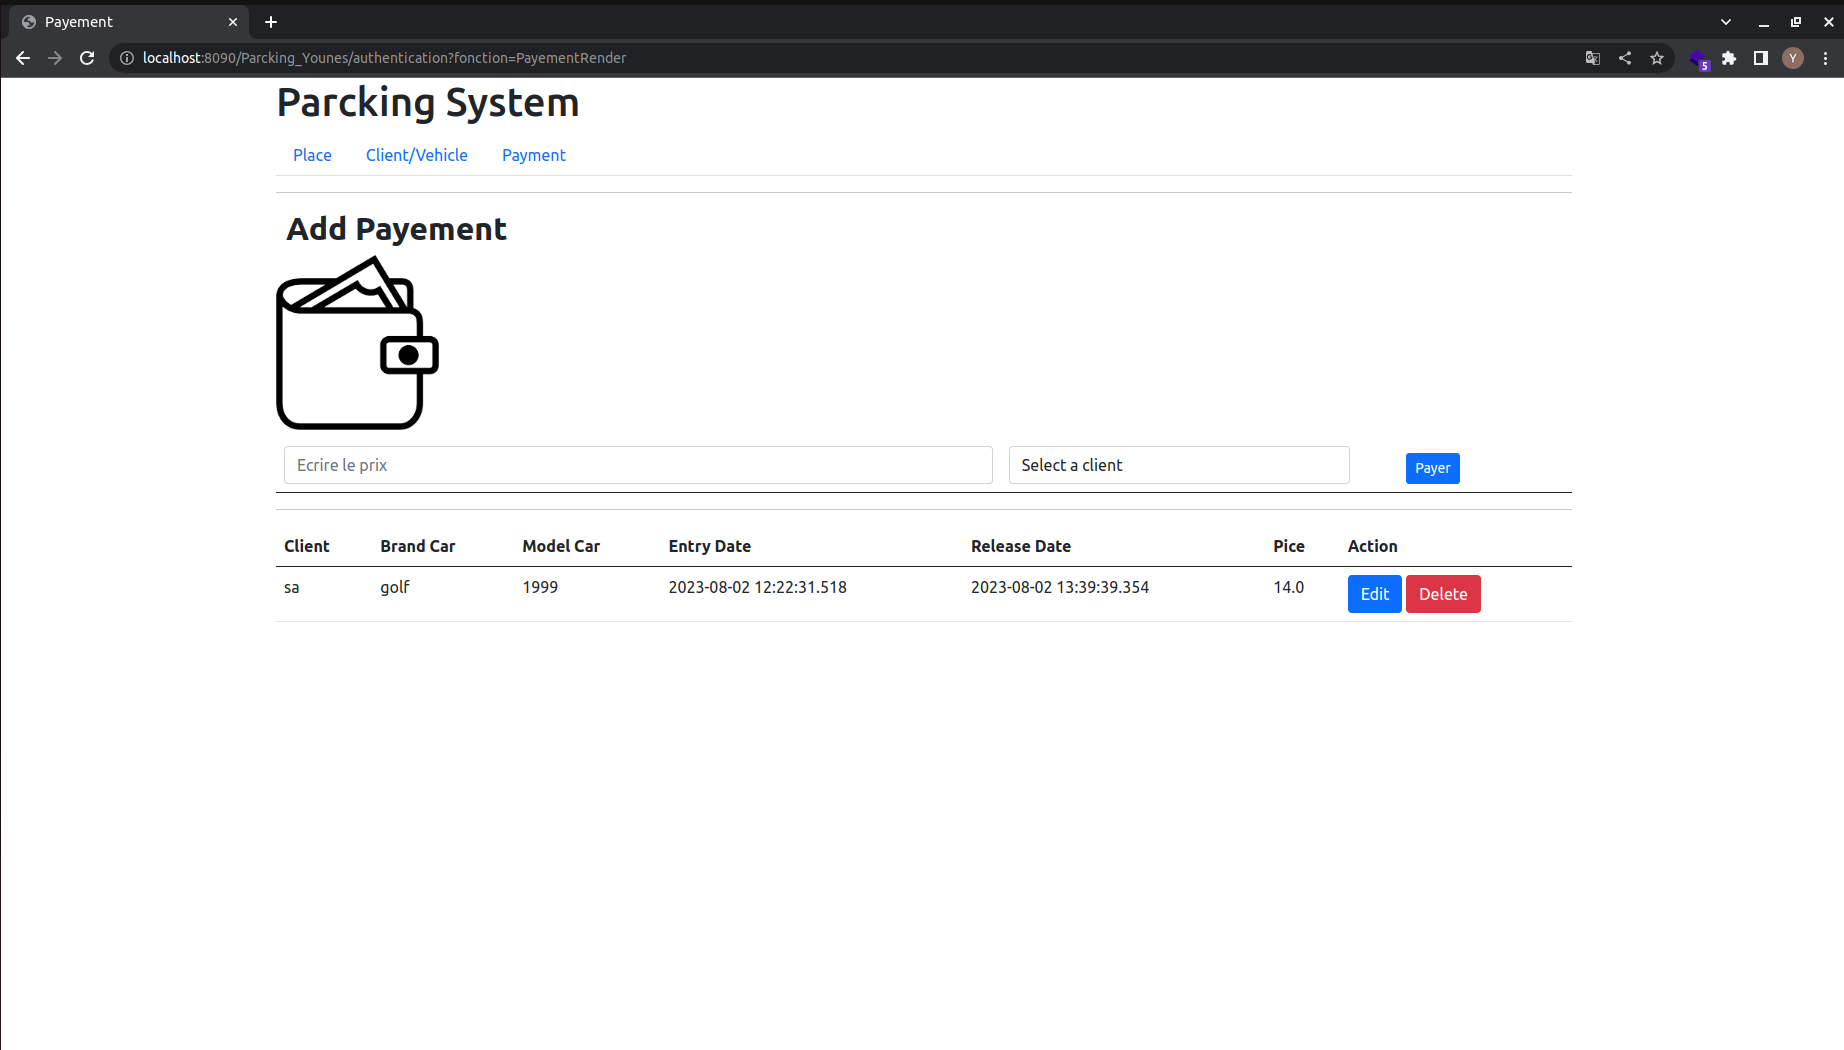 Payement
localhost:8090/Parcking_Younes/authentication?fonction=PayementRender
5
Y
Parcking System
Place Client/Vehicle Payment
Add Payement
Ecrire le prix Select a client Payer
Client Brand Car Model Car Entry Date Release Date Pice Action
sa golf 1999 2023-08-02 12:22:31.518 2023-08-02 13:39:39.354 14.0 Edit Delete